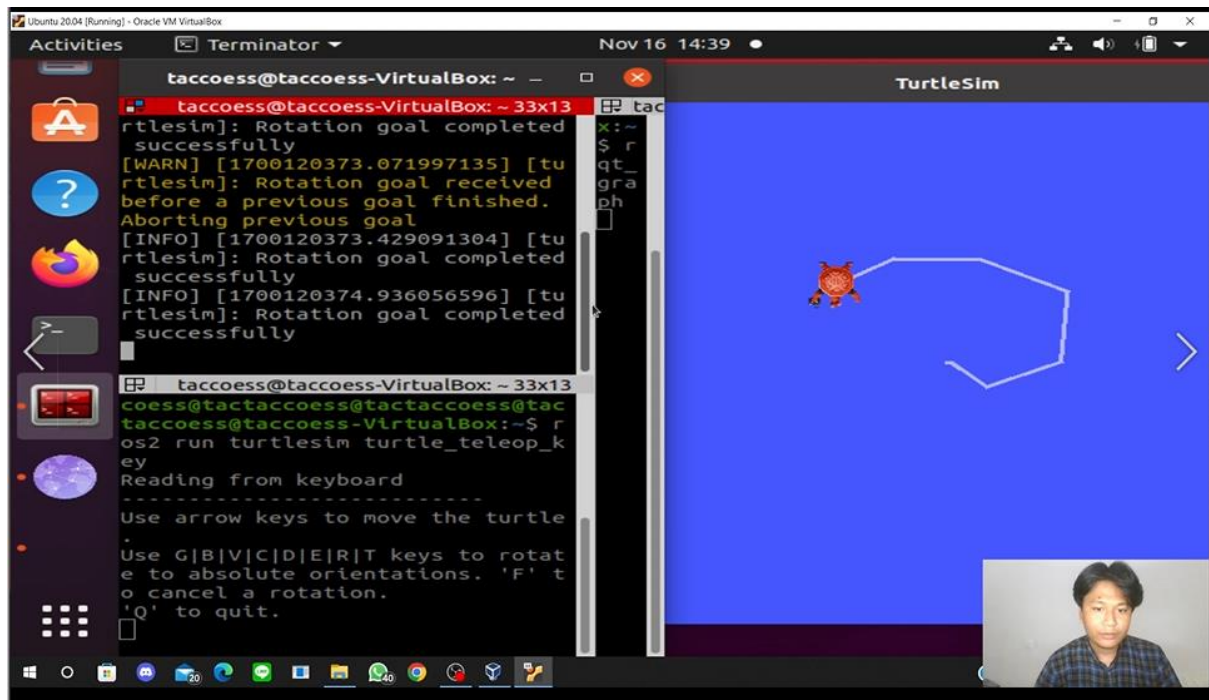 Ubuntu 20.04 [Running] - Oracle VM VirtualBox
Activities
Terminator
Nov 16 14:39
taccoess@taccoess-VirtualBox: ~
taccoess@taccoess-VirtualBox: ~ 33x13
rtlesim]: Rotation goal completed
successfully
[WARN] [1700120373.071997135] [tu
rtlesim]: Rotation goal received
before a previous goal finished.
Aborting previous goal
[INFO] [1700120373.429091304] [tu
rtlesim]: Rotation goal completed
successfully
[INFO] [1700120374.936056596] [tu
rtlesim]: Rotation goal completed
successfully
tac
x:~
$ r
qt_
gra
ph
TurtleSim
taccoess@taccoess-VirtualBox: ~ 33x13
coess@tactaccoess@tactaccoess@tac
taccoess@taccoess-VirtualBox:~$ r
os2 run turtlesim turtle_teleop_k
ey
Reading from keyboard
---------------------------
Use arrow keys to move the turtle
.
Use G|B|V|C|D|E|R|T keys to rotat
e to absolute orientations. 'F' t
o cancel a rotation.
'Q' to quit.
20
40